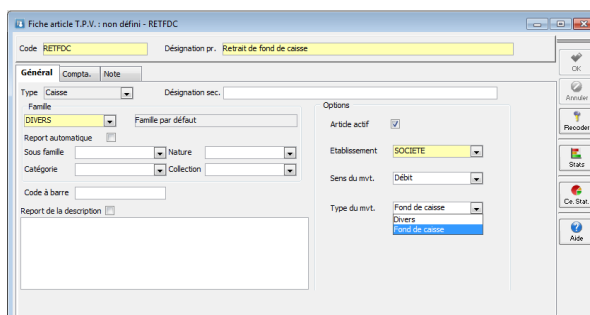 Fiche article T.P.V. : non défini - RETFDC
Code RETFDC Désignation pr. Retrait de fond de caisse
Général Compta. Note
Type Caisse Désignation sec.
Famille Options
DIVERS Famille par défaut Article actif
Report automatique
Sous famille Nature Etablissement SOCIETE
Catégorie Collection Sens du mvt. Débit
Code à barre
Report de la description Type du mvt. Fond de caisse
Divers
Fond de caisse
OK
Annuler
Recoder
Stats
Ce. Stat.
Aide